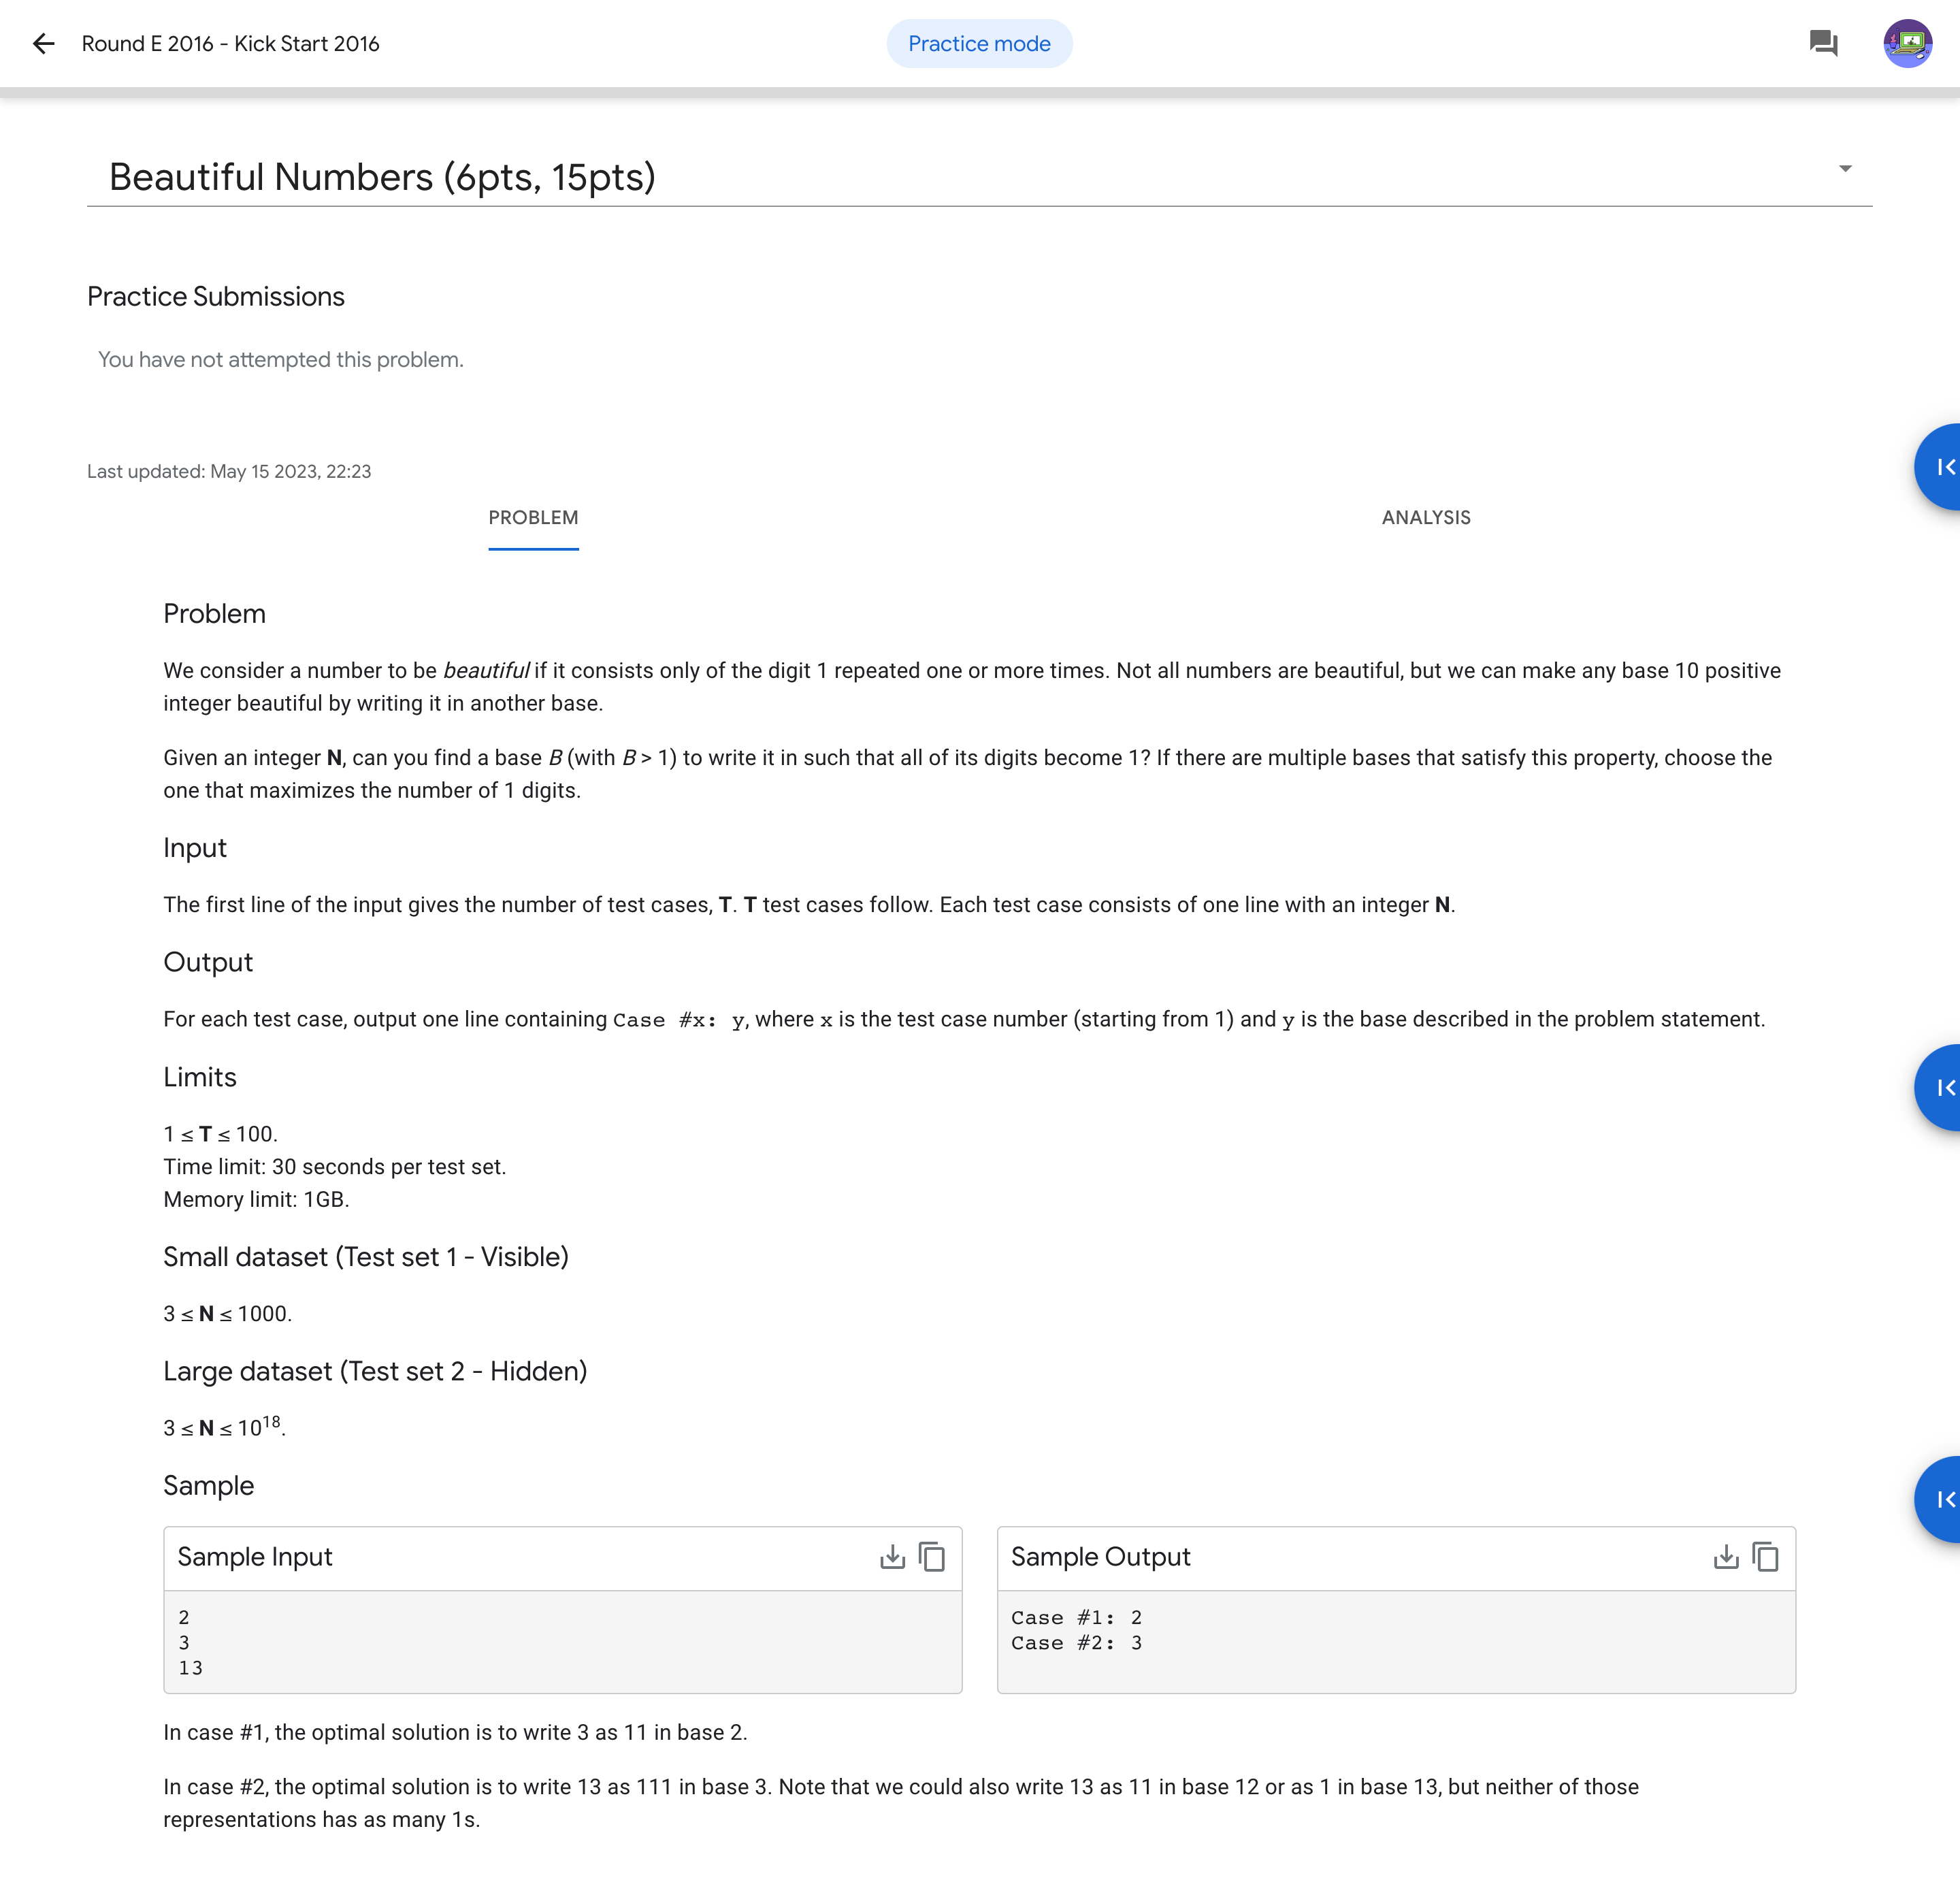 Round E 2016 - Kick Start 2016
Practice mode
Beautiful Numbers (6pts, 15pts)
Practice Submissions
You have not attempted this problem.
Last updated: May 15 2023, 22:23
PROBLEM
ANALYSIS
Problem
We consider a number to be beautiful if it consists only of the digit 1 repeated one or more times. Not all numbers are beautiful, but we can make any base 10 positive
integer beautiful by writing it in another base.
Given an integer N, can you find a base B (with B > 1) to write it in such that all of its digits become 1? If there are multiple bases that satisfy this property, choose the
one that maximizes the number of 1 digits.
Input
The first line of the input gives the number of test cases, T. T test cases follow. Each test case consists of one line with an integer N.
Output
For each test case, output one line containing Case #x: y, where x is the test case number (starting from 1) and y is the base described in the problem statement.
Limits
1 ≤ T ≤ 100.
Time limit: 30 seconds per test set.
Memory limit: 1GB.
Small dataset (Test set 1 - Visible)
3 ≤ N ≤ 1000.
Large dataset (Test set 2 - Hidden)
3 ≤ N ≤ 10^18.
Sample
Sample Input
2
3
13
Sample Output
Case #1: 2
Case #2: 3
In case #1, the optimal solution is to write 3 as 11 in base 2.
In case #2, the optimal solution is to write 13 as 111 in base 3. Note that we could also write 13 as 11 in base 12 or as 1 in base 13, but neither of those
representations has as many 1s.